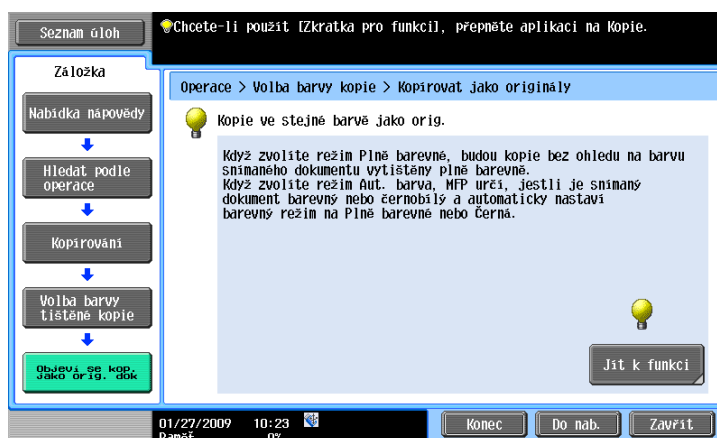 Seznam úloh
Chcete-li použít [Zkratka pro funkci], přepněte aplikaci na Kopie.
Záložka
Operace > Volba barvy kopie > Kopírovat jako originály
Nabídka nápovědy
Kopie ve stejné barvě jako orig.
Hledat podle
operace
Když zvolíte režim Plně barevné, budou kopie bez ohledu na barvu
snímaného dokumentu vytištěny plně barevně.
Když zvolíte režim Aut. barva, MFP určí, jestli je snímaný
dokument barevný nebo černobílý a automaticky nastaví
barevný režim na Plně barevné nebo Černá.
Kopírování
Volba barvy
tištěné kopie
Objeví se kop.
jako orig. dok
Jít k funkci
01/27/2009 10:23
Paměť 0%
Konec
Do nab.
Zavřít